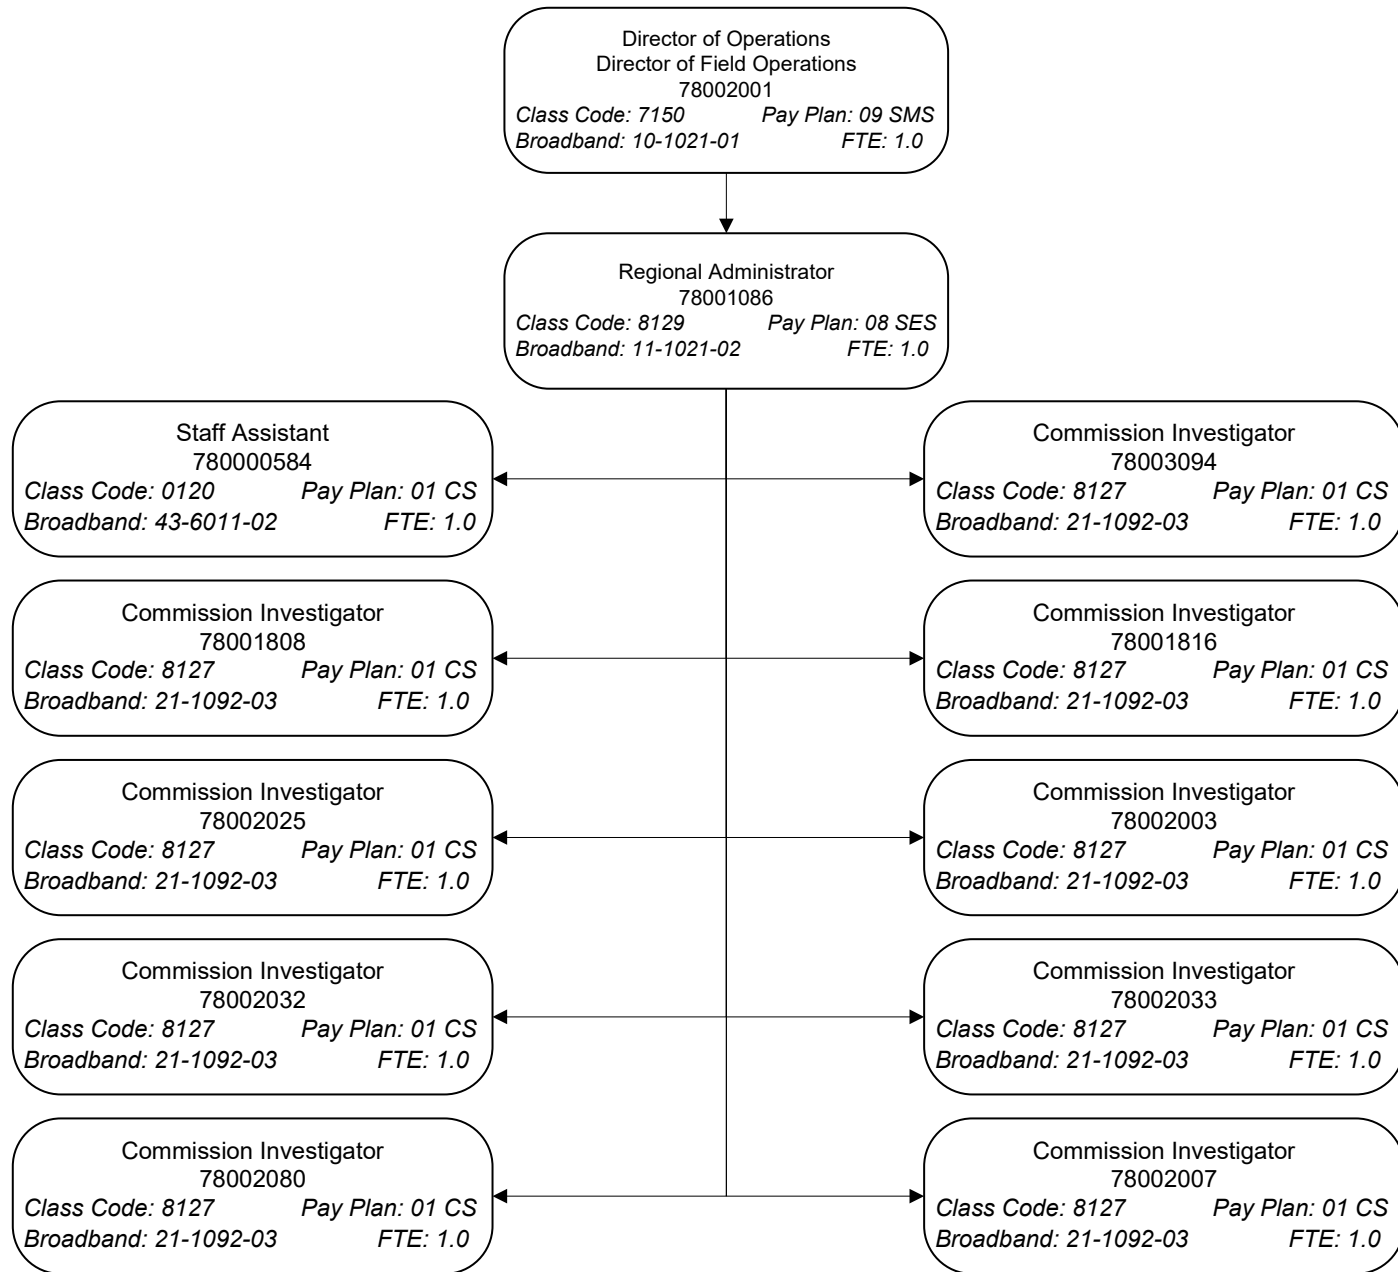 Director of Operations
Director of Field Operations
78002001
Class Code: 7150 Pay Plan: 09 SMS
Broadband: 10-1021-01 FTE: 1.0
Regional Administrator
78001086
Class Code: 8129 Pay Plan: 08 SES
Broadband: 11-1021-02 FTE: 1.0
Staff Assistant
780000584
Class Code: 0120 Pay Plan: 01 CS
Broadband: 43-6011-02 FTE: 1.0
Commission Investigator
78003094
Class Code: 8127 Pay Plan: 01 CS
Broadband: 21-1092-03 FTE: 1.0
Commission Investigator
78001808
Class Code: 8127 Pay Plan: 01 CS
Broadband: 21-1092-03 FTE: 1.0
Commission Investigator
78001816
Class Code: 8127 Pay Plan: 01 CS
Broadband: 21-1092-03 FTE: 1.0
Commission Investigator
78002025
Class Code: 8127 Pay Plan: 01 CS
Broadband: 21-1092-03 FTE: 1.0
Commission Investigator
78002003
Class Code: 8127 Pay Plan: 01 CS
Broadband: 21-1092-03 FTE: 1.0
Commission Investigator
78002032
Class Code: 8127 Pay Plan: 01 CS
Broadband: 21-1092-03 FTE: 1.0
Commission Investigator
78002033
Class Code: 8127 Pay Plan: 01 CS
Broadband: 21-1092-03 FTE: 1.0
Commission Investigator
78002080
Class Code: 8127 Pay Plan: 01 CS
Broadband: 21-1092-03 FTE: 1.0
Commission Investigator
78002007
Class Code: 8127 Pay Plan: 01 CS
Broadband: 21-1092-03 FTE: 1.0